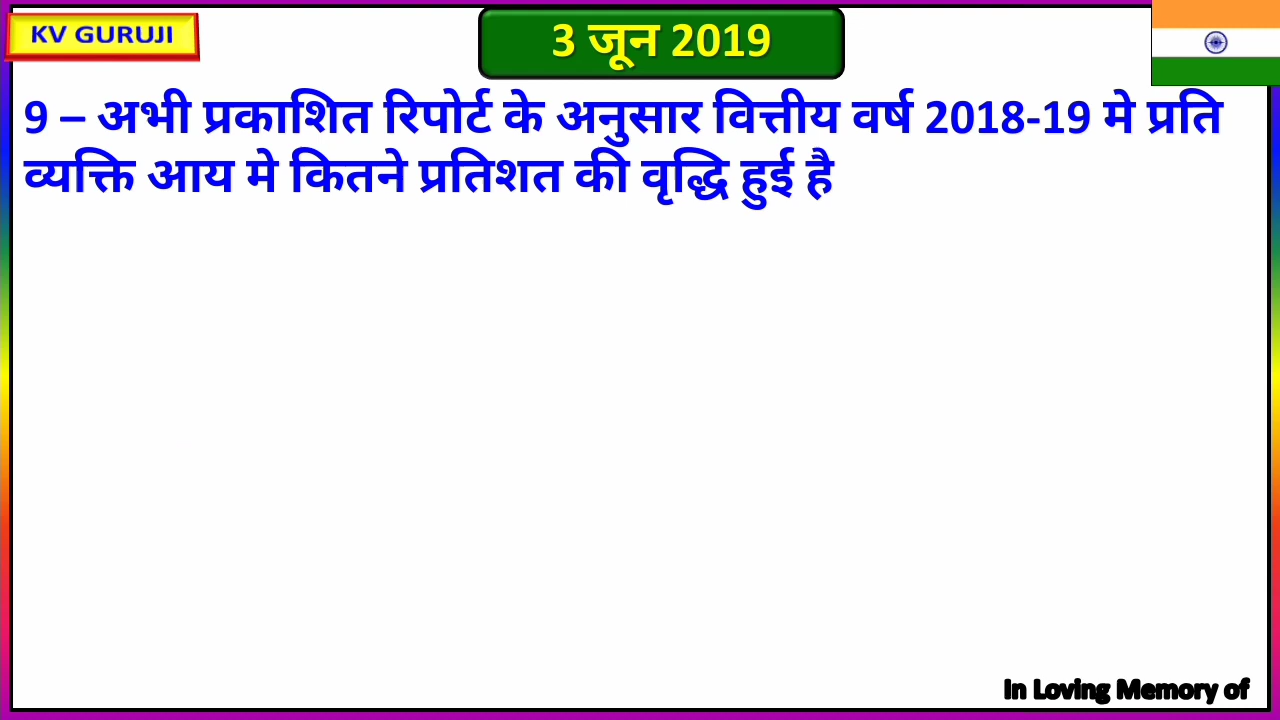 KV GURUJI
3 जून 2019
9 – अभी प्रकाशित रिपोर्ट के अनुसार वित्तीय वर्ष 2018-19 मे प्रति
व्यक्ति आय मे कितने प्रतिशत की वृद्धि हुई है
In Loving Memory of